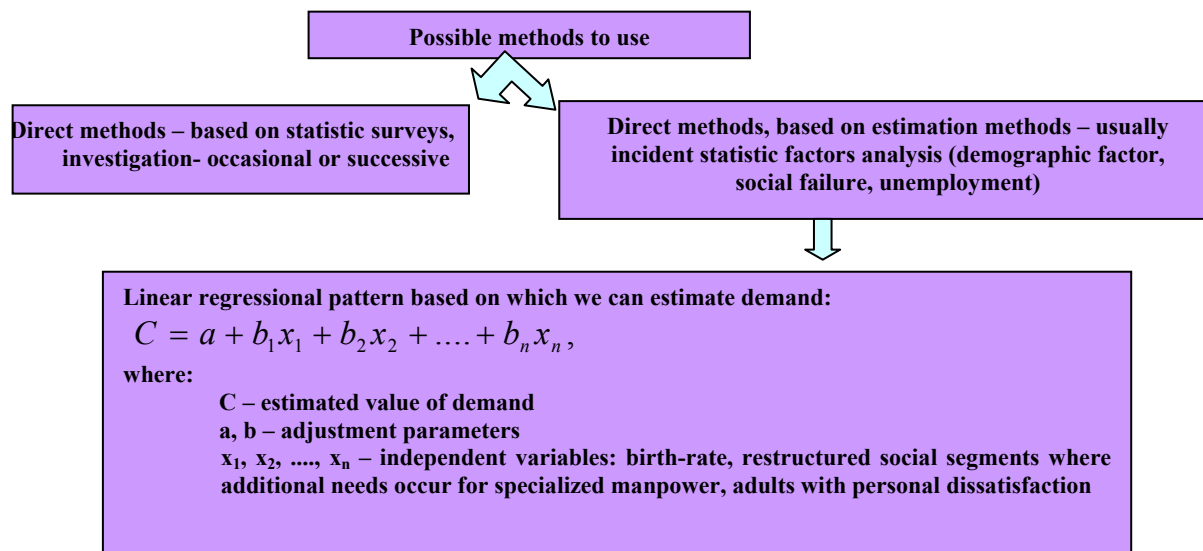 Possible methods to use
Direct methods – based on statistic surveys,
investigation- occasional or successive
Direct methods, based on estimation methods – usually
incident statistic factors analysis (demographic factor,
social failure, unemployment)
Linear regressional pattern based on which we can estimate demand:
C = a + b₁x₁ + b₂x₂ + .... + bₙxₙ,
where:
C – estimated value of demand
a, b – adjustment parameters
x₁, x₂, ...., xₙ – independent variables: birth-rate, restructured social segments where
additional needs occur for specialized manpower, adults with personal dissatisfaction